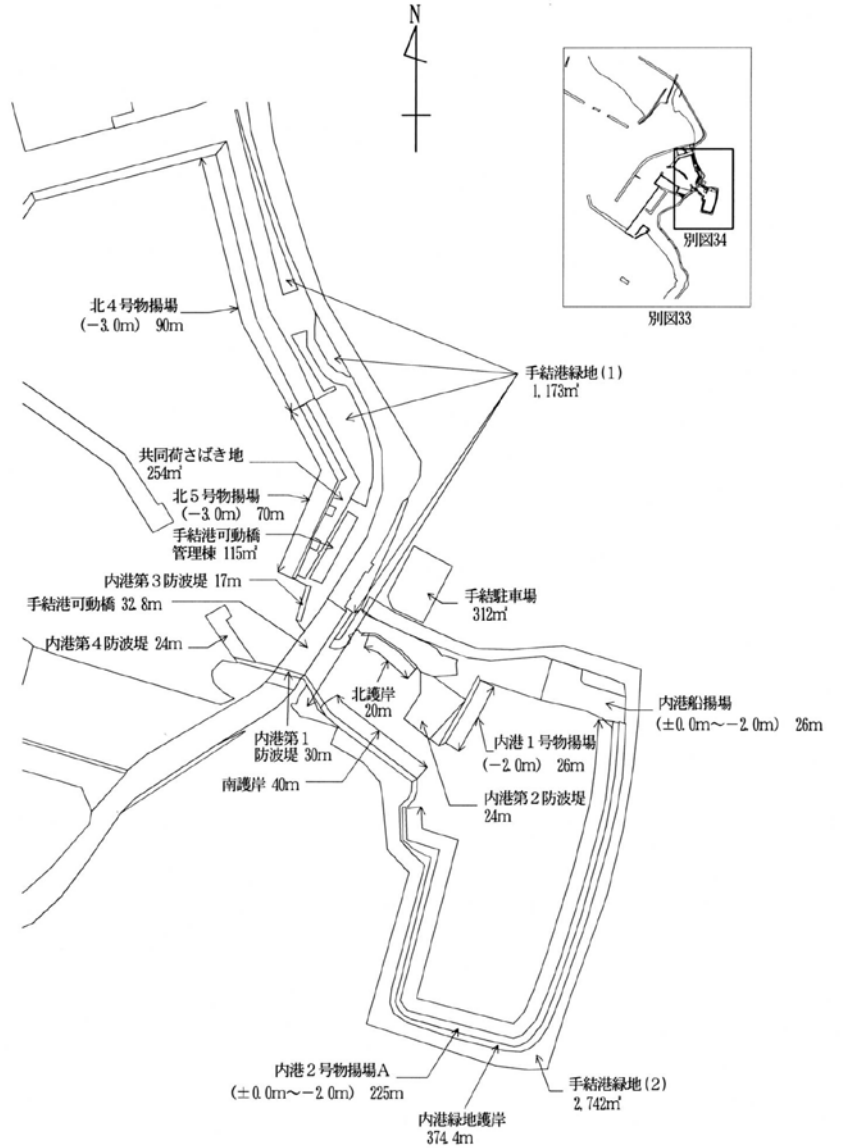 N
別図34
別図33
北4号物揚場
(−3.0m) 90m
手結港緑地(1)
1,173㎡
共同荷さばき地
254㎡
北5号物揚場
(−3.0m) 70m
手結港可動橋
管理棟 115㎡
内港第3防波堤 17m
手結港可動橋 32.8m
内港第4防波堤 24m
手結駐車場
312㎡
北護岸
20m
内港船揚場
(±0.0m～−2.0m) 26m
内港第1
防波堤 30m
内港1号物揚場
(−2.0m) 26m
南護岸 40m
内港第2防波堤
24m
内港2号物揚場A
(±0.0m～−2.0m) 225m
手結港緑地(2)
2,742㎡
内港緑地護岸
374.4m